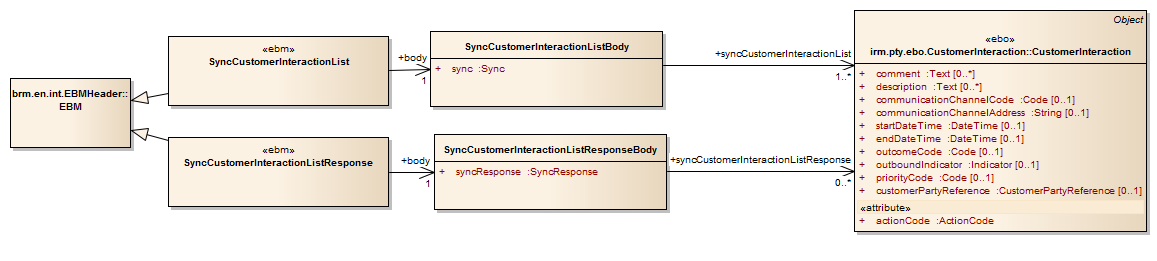 brm.en.int.EBMHeader::
EBM
«ebm»
SyncCustomerInteractionList
+body
1
SyncCustomerInteractionListBody
+ sync :Sync
+syncCustomerInteractionList
1..*
«ebm»
SyncCustomerInteractionListResponse
+body
1
SyncCustomerInteractionListResponseBody
+ syncResponse :SyncResponse
+syncCustomerInteractionListResponse
0..*
Object
«ebo»
irm.pty.ebo.CustomerInteraction::CustomerInteraction
+ comment :Text [0..*]
+ description :Text [0..*]
+ communicationChannelCode :Code [0..1]
+ communicationChannelAddress :String [0..1]
+ startDateTime :DateTime [0..1]
+ endDateTime :DateTime [0..1]
+ outcomeCode :Code [0..1]
+ outboundIndicator :Indicator [0..1]
+ priorityCode :Code [0..1]
+ customerPartyReference :CustomerPartyReference [0..1]
«attribute»
+ actionCode :ActionCode